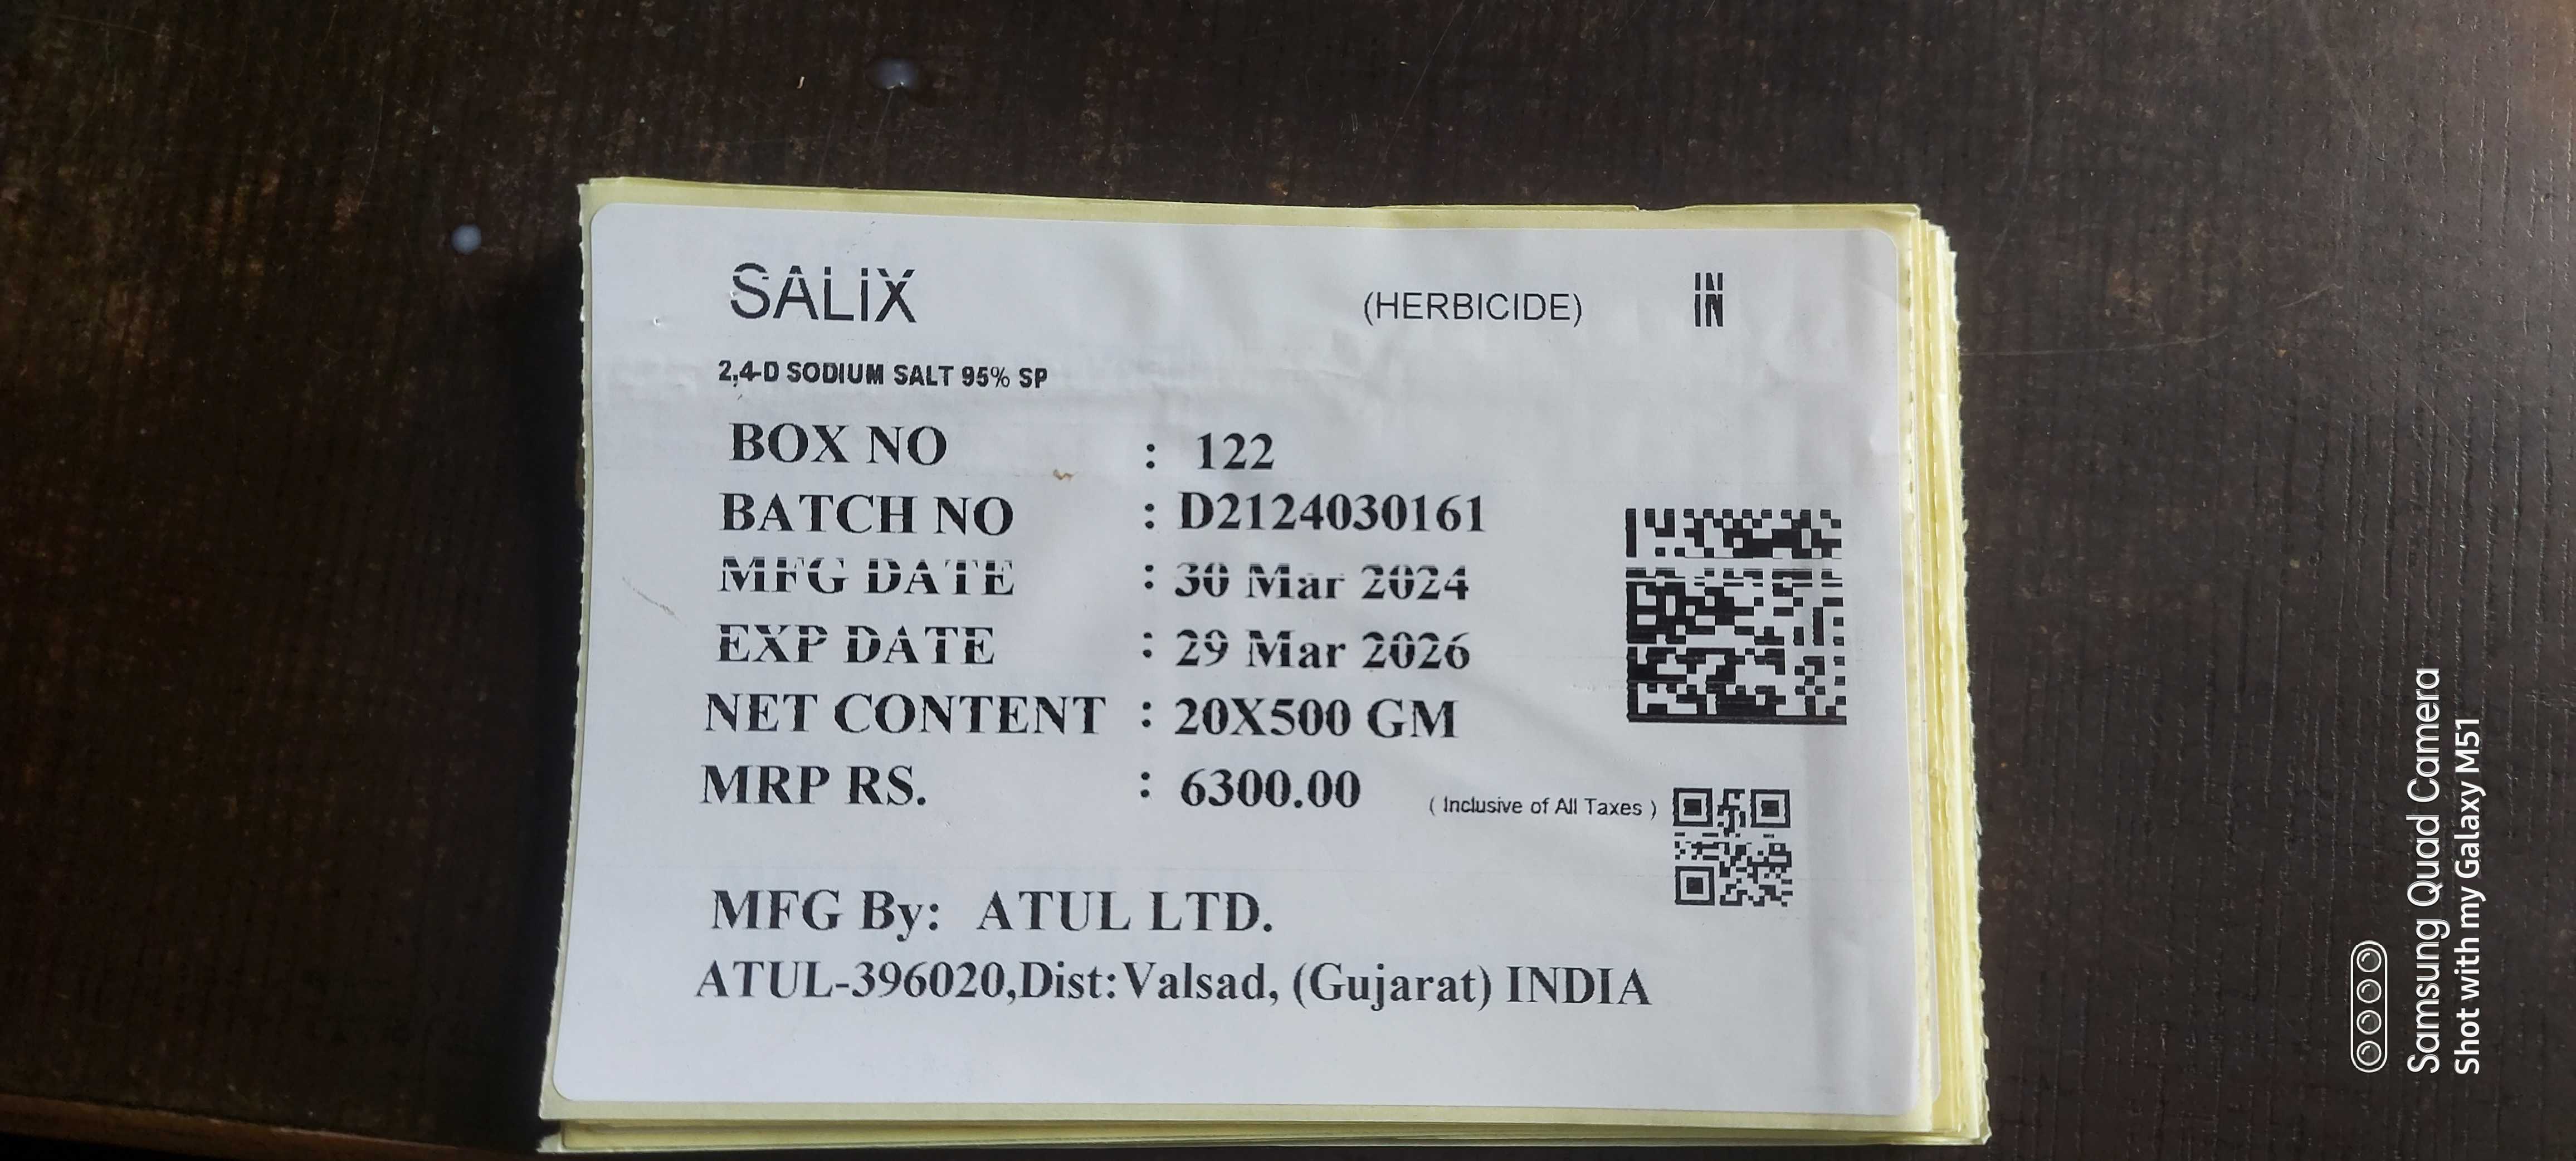 SALIX (HERBICIDE) IN
2,4-D SODIUM SALT 95% SP
BOX NO : 122
BATCH NO : D2124030161
MFG DATE : 30 Mar 2024
EXP DATE : 29 Mar 2026
NET CONTENT : 20X500 GM
MRP RS. : 6300.00 ( Inclusive of All Taxes )
MFG By: ATUL LTD.
ATUL-396020,Dist:Valsad, (Gujarat) INDIA
Samsung Quad Camera
Shot with my Galaxy M51